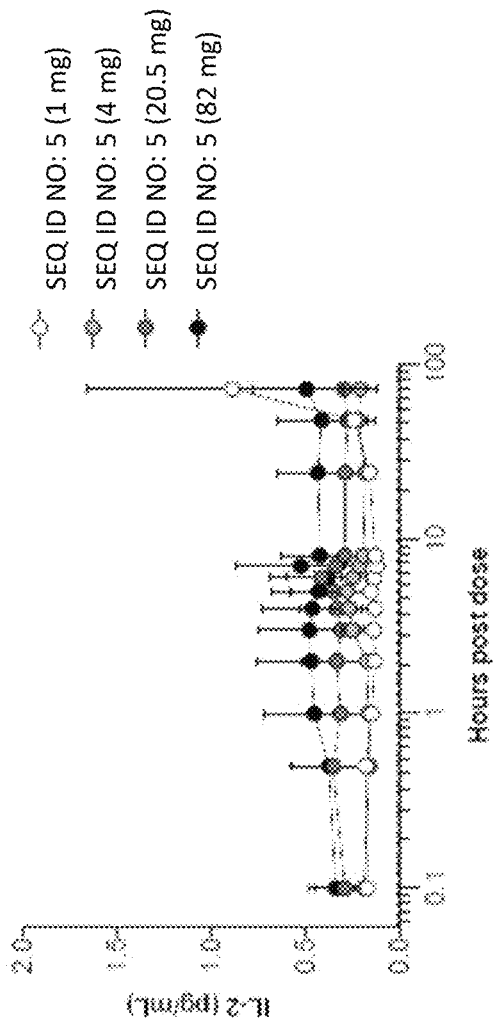 SEQ ID NO: 5 (1 mg)
SEQ ID NO: 5 (4 mg)
SEQ ID NO: 5 (20.5 mg)
SEQ ID NO: 5 (82 mg)
IL-2 (pg/mL)
2.0
1.5
1.0
0.5
0.0
0.1
1
10
100
Hours post dose